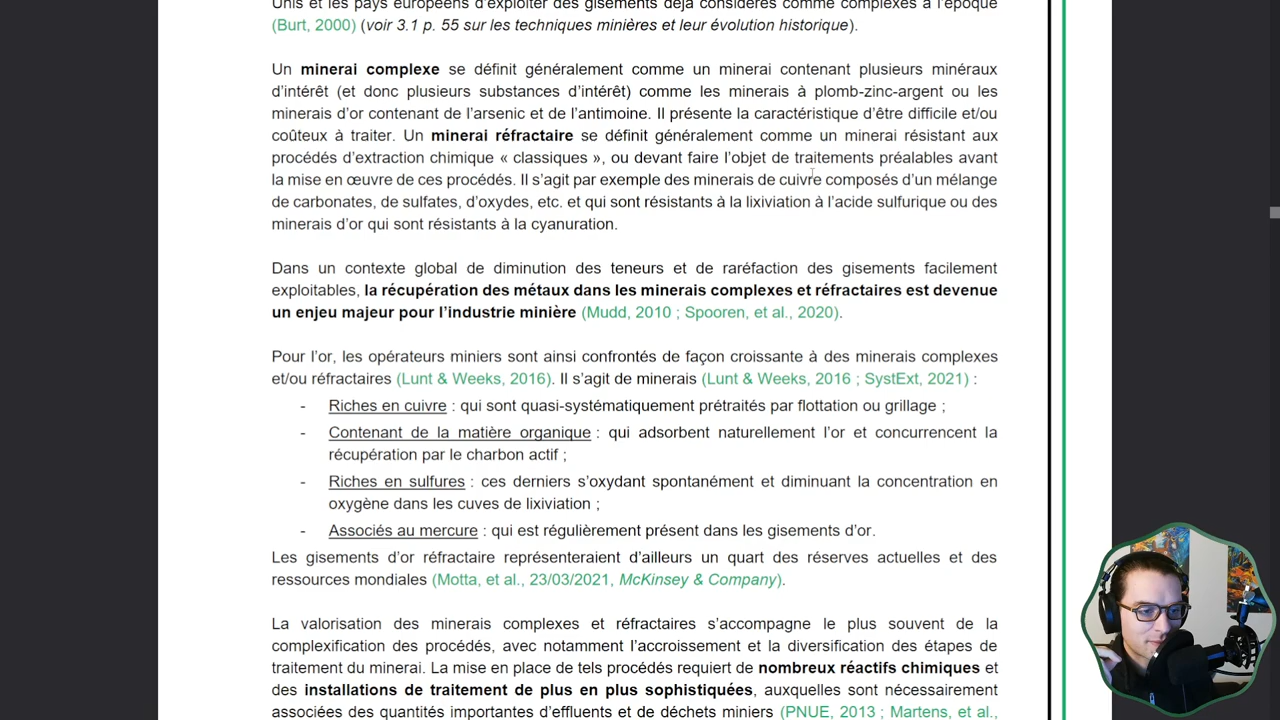 Unis et les pays européens d'exploiter des gisements déjà considérés comme complexes à l'époque
(Burt, 2000) (voir 3.1 p. 55 sur les techniques minières et leur évolution historique).
Un minerai complexe se définit généralement comme un minerai contenant plusieurs minéraux
d'intérêt (et donc plusieurs substances d'intérêt) comme les minerais à plomb-zinc-argent ou les
minerais d'or contenant de l'arsenic et de l'antimoine. Il présente la caractéristique d'être difficile et/ou
coûteux à traiter. Un minerai réfractaire se définit généralement comme un minerai résistant aux
procédés d'extraction chimique « classiques », ou devant faire l'objet de traitements préalables avant
la mise en œuvre de ces procédés. Il s'agit par exemple des minerais de cuivre composés d'un mélange
de carbonates, de sulfates, d'oxydes, etc. et qui sont résistants à la lixiviation à l'acide sulfurique ou des
minerais d'or qui sont résistants à la cyanuration.
Dans un contexte global de diminution des teneurs et de raréfaction des gisements facilement
exploitables, la récupération des métaux dans les minerais complexes et réfractaires est devenue
un enjeu majeur pour l'industrie minière (Mudd, 2010 ; Spooren, et al., 2020).
Pour l'or, les opérateurs miniers sont ainsi confrontés de façon croissante à des minerais complexes
et/ou réfractaires (Lunt & Weeks, 2016). Il s'agit de minerais (Lunt & Weeks, 2016 ; SystExt, 2021) :
- Riches en cuivre : qui sont quasi-systématiquement prétraités par flottation ou grillage ;
- Contenant de la matière organique : qui adsorbent naturellement l'or et concurrencent la
récupération par le charbon actif ;
- Riches en sulfures : ces derniers s'oxydant spontanément et diminuant la concentration en
oxygène dans les cuves de lixiviation ;
- Associés au mercure : qui est régulièrement présent dans les gisements d'or.
Les gisements d'or réfractaire représenteraient d'ailleurs un quart des réserves actuelles et des
ressources mondiales (Motta, et al., 23/03/2021, McKinsey & Company).
La valorisation des minerais complexes et réfractaires s'accompagne le plus souvent de la
complexification des procédés, avec notamment l'accroissement et la diversification des étapes de
traitement du minerai. La mise en place de tels procédés requiert de nombreux réactifs chimiques et
des installations de traitement de plus en plus sophistiquées, auxquelles sont nécessairement
associées des quantités importantes d'effluents et de déchets miniers (PNUE, 2013 ; Martens, et al.,